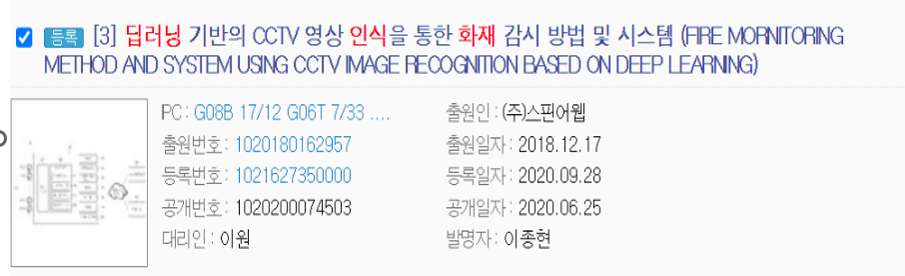 등록 [3] 딥러닝 기반의 CCTV 영상 인식을 통한 화재 감시 방법 및 시스템 (FIRE MORNITORING
METHOD AND SYSTEM USING CCTV IMAGE RECOGNITION BASED ON DEEP LEARNING)
PC : G08B 17/12 G06T 7/33 .... 출원인 : (주)스핀어웹
출원번호 : 1020180162957 출원일자 : 2018.12.17
등록번호 : 1021627350000 등록일자 : 2020.09.28
공개번호 : 1020200074503 공개일자 : 2020.06.25
대리인 : 이원 발명자 : 이종현